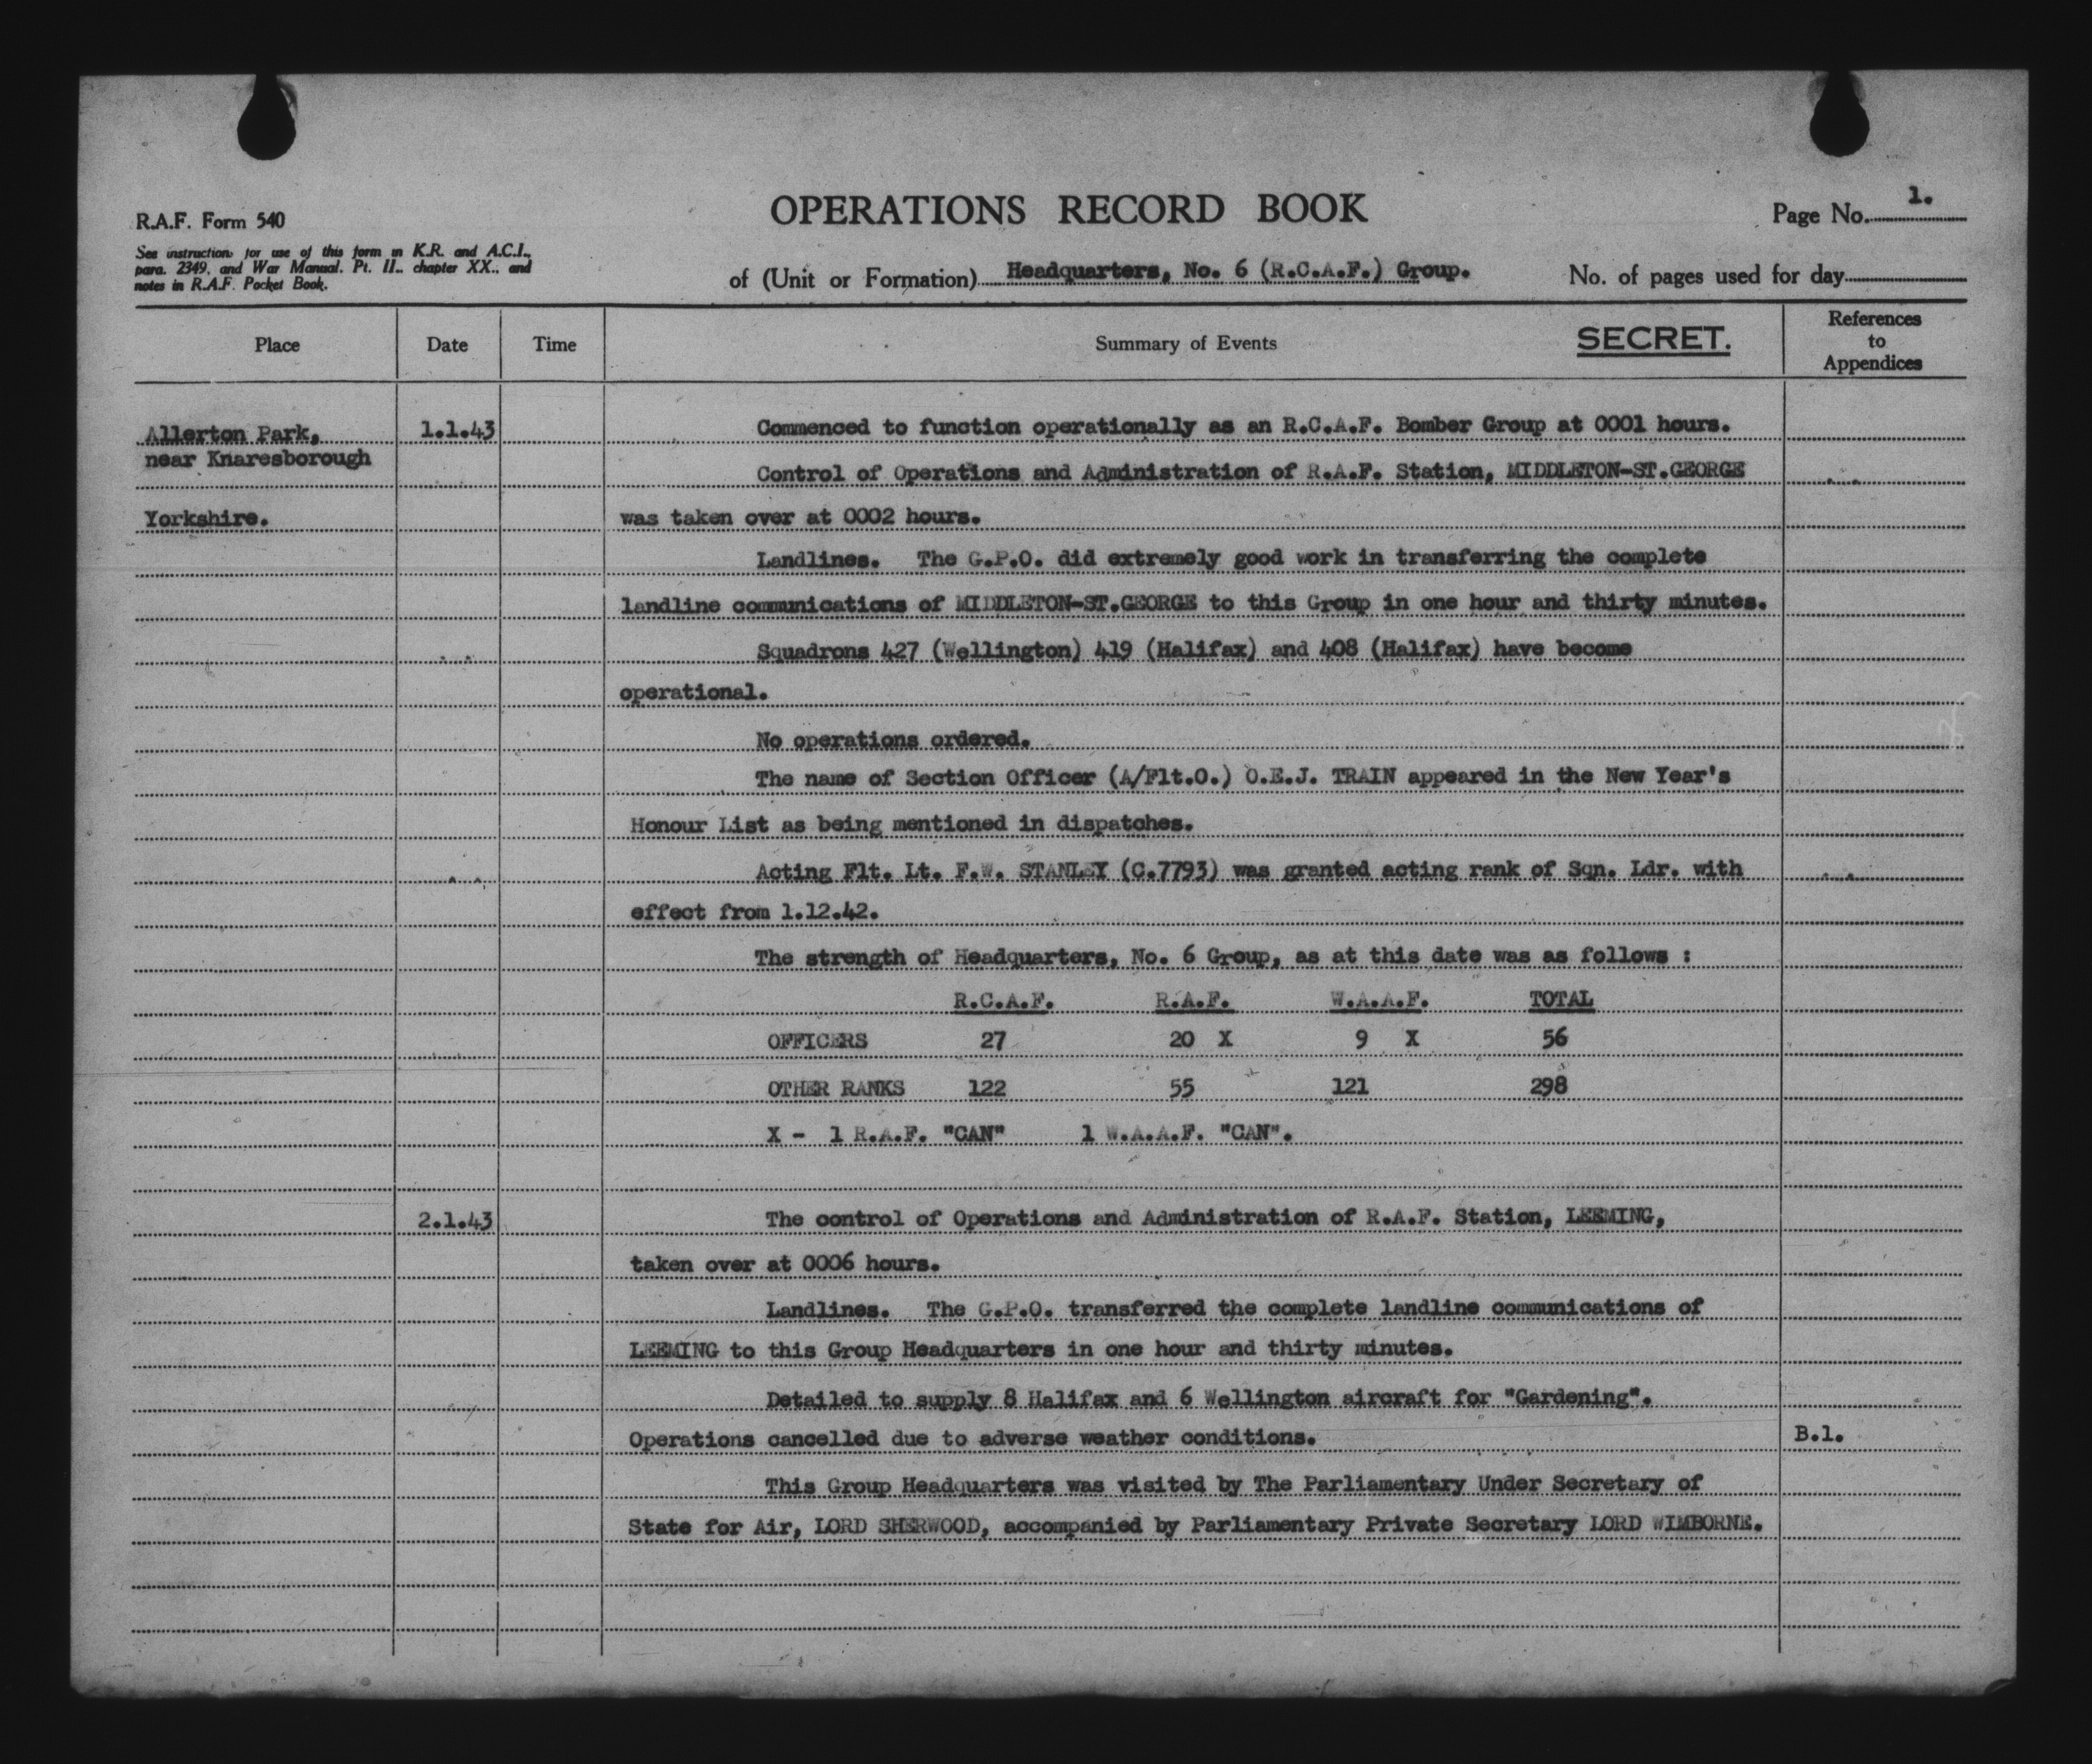 R.A.F. Form 540
See instructions for use of this form in K.R. and A.C.I.,
para. 2349, and War Manual. Pt. II., chapter XX., and
notes in R.A.F. Pocket Book.
OPERATIONS RECORD BOOK
of (Unit or Formation) Headquarters, No. 6 (R.C.A.F.) Group.
Page No. 1.
No. of pages used for day
Place Date Time Summary of Events SECRET. References to Appendices
Allerton Park, 1.1.43 Commenced to function operationally as an R.C.A.F. Bomber Group at 0001 hours.
near Knaresborough
Control of Operations and Administration of R.A.F. Station, MIDDLETON-ST.GEORGE
Yorkshire. was taken over at 0002 hours.
Landlines. The G.P.O. did extremely good work in transferring the complete
landline communications of MIDDLETON-ST.GEORGE to this Group in one hour and thirty minutes.
Squadrons 427 (Wellington) 419 (Halifax) and 408 (Halifax) have become
operational.
No operations ordered.
The name of Section Officer (A/Flt.O.) O.E.J. TRAIN appeared in the New Year's
Honour List as being mentioned in dispatches.
Acting Flt. Lt. F.W. STANLEY (C.7793) was granted acting rank of Sqn. Ldr. with
effect from 1.12.42.
The strength of Headquarters, No. 6 Group, as at this date was as follows :
R.C.A.F. R.A.F. W.A.A.F. TOTAL
OFFICERS 27 20 X 9 X 56
OTHER RANKS 122 55 121 298
X - 1 R.A.F. "CAN" 1 W.A.A.F. "CAN".
2.1.43 The control of Operations and Administration of R.A.F. Station, LEEMING,
taken over at 0006 hours.
Landlines. The G.P.O. transferred the complete landline communications of
LEEMING to this Group Headquarters in one hour and thirty minutes.
Detailed to supply 8 Halifax and 6 Wellington aircraft for "Gardening".
Operations cancelled due to adverse weather conditions. B.1.
This Group Headquarters was visited by The Parliamentary Under Secretary of
State for Air, LORD SHERWOOD, accompanied by Parliamentary Private Secretary LORD WIMBORNE.